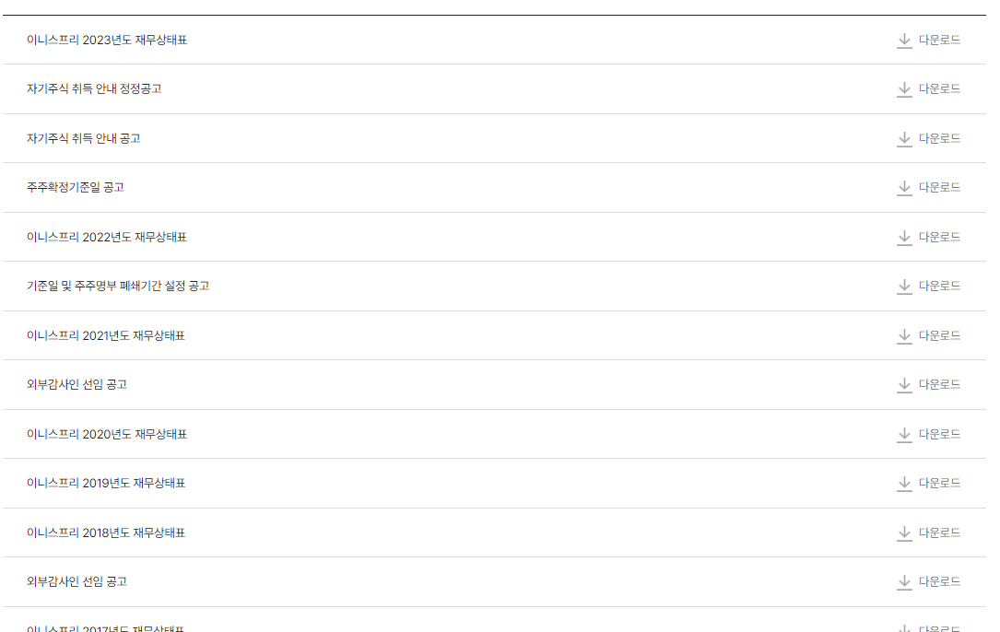 이니스프리 2023년도 재무상태표 다운로드
자기주식 취득 안내 정정공고 다운로드
자기주식 취득 안내 공고 다운로드
주주확정기준일 공고 다운로드
이니스프리 2022년도 재무상태표 다운로드
기준일 및 주주명부 폐쇄기간 설정 공고 다운로드
이니스프리 2021년도 재무상태표 다운로드
외부감사인 선임 공고 다운로드
이니스프리 2020년도 재무상태표 다운로드
이니스프리 2019년도 재무상태표 다운로드
이니스프리 2018년도 재무상태표 다운로드
외부감사인 선임 공고 다운로드
이니스프리 2017년도 재무상태표 다운로드